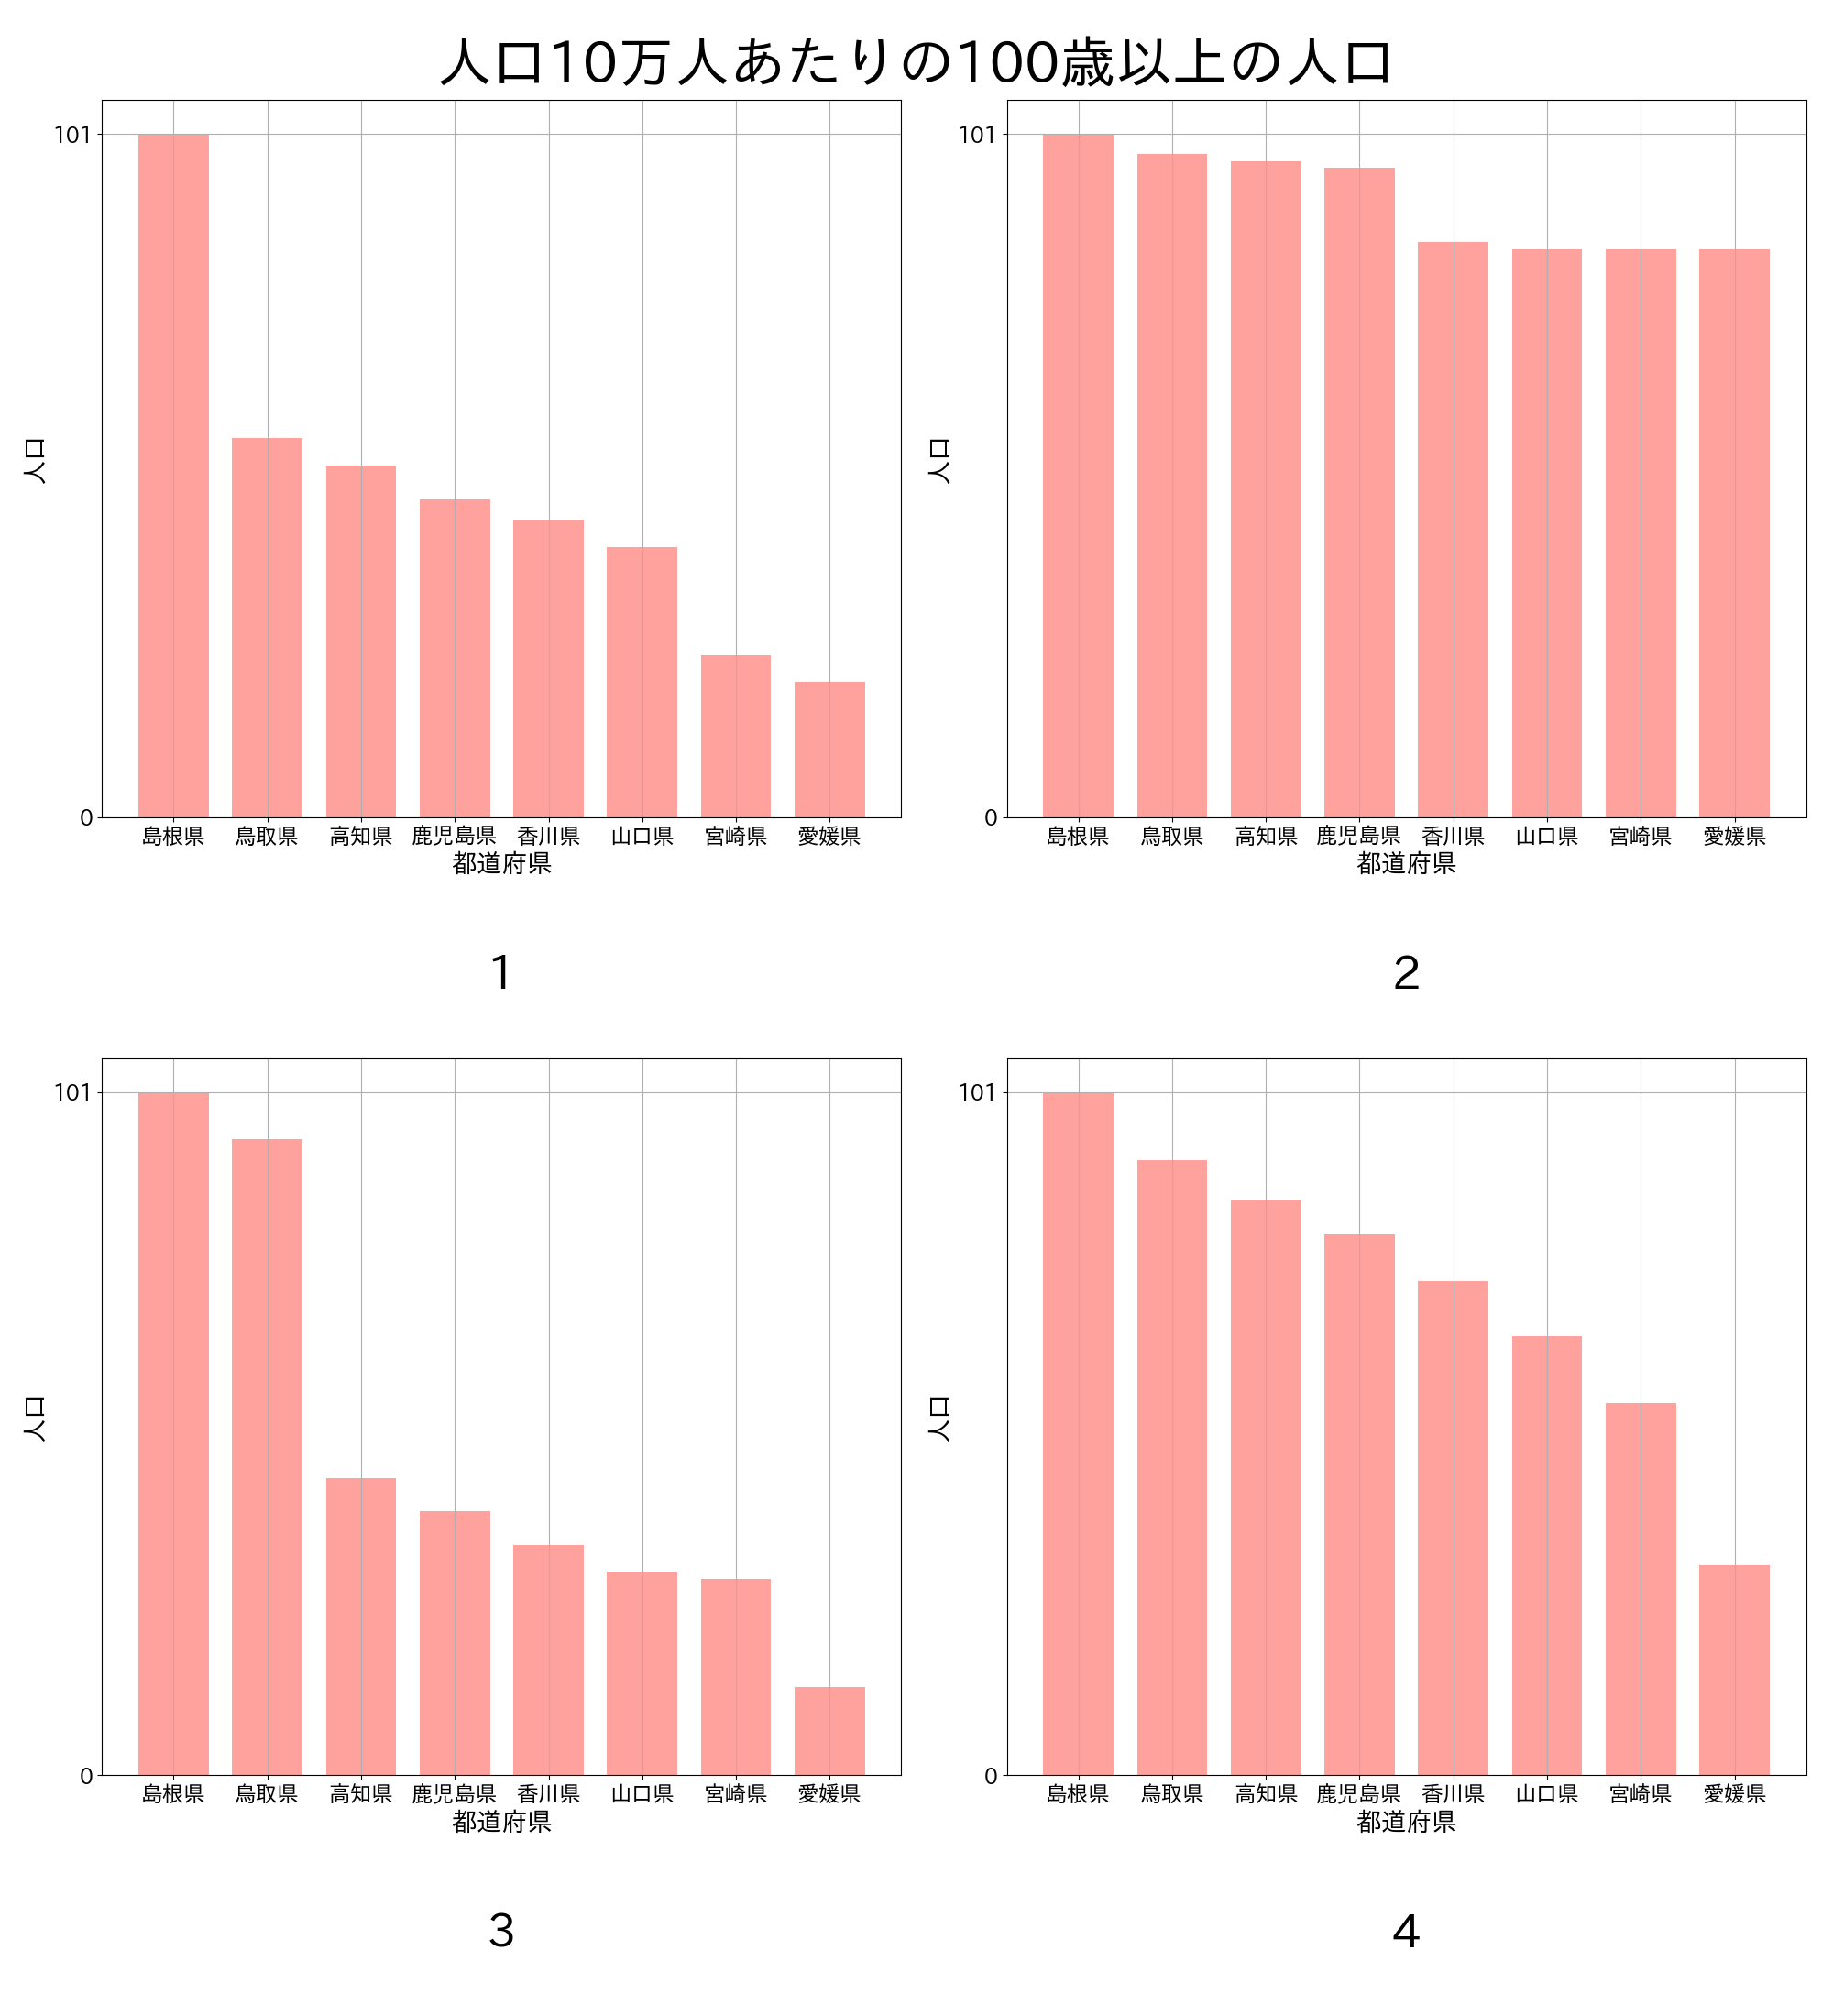 人口10万人あたりの100歳以上の人口
101
0
人口
島根県 鳥取県 高知県 鹿児島県 香川県 山口県 宮崎県 愛媛県
都道府県
1
101
0
人口
島根県 鳥取県 高知県 鹿児島県 香川県 山口県 宮崎県 愛媛県
都道府県
2
101
0
人口
島根県 鳥取県 高知県 鹿児島県 香川県 山口県 宮崎県 愛媛県
都道府県
3
101
0
人口
島根県 鳥取県 高知県 鹿児島県 香川県 山口県 宮崎県 愛媛県
都道府県
4